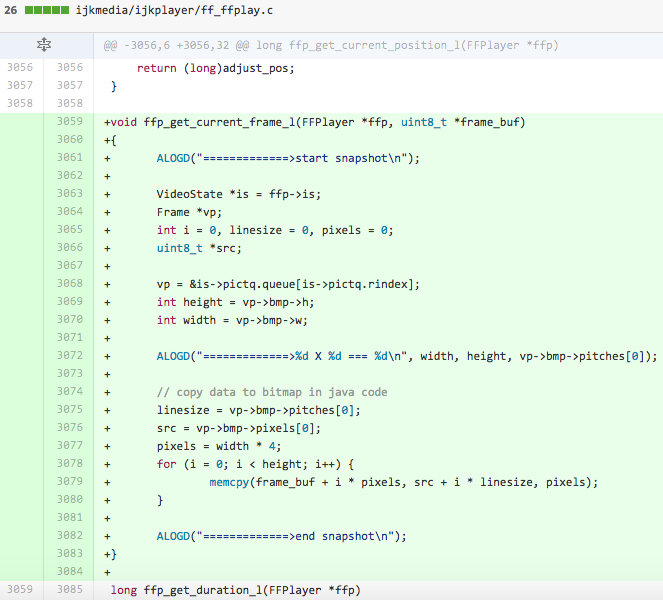 26 ijkmedia/ijkplayer/ff_ffplay.c
@@ -3056,6 +3056,32 @@ long ffp_get_current_position_l(FFPlayer *ffp)
3056 3056     return (long)adjust_pos;
3057 3057 }
3058 3058
3059 +void ffp_get_current_frame_l(FFPlayer *ffp, uint8_t *frame_buf)
3060 +{
3061 +       ALOGD("=============>start snapshot\n");
3062 +
3063 +       VideoState *is = ffp->is;
3064 +       Frame *vp;
3065 +       int i = 0, linesize = 0, pixels = 0;
3066 +       uint8_t *src;
3067 +
3068 +       vp = &is->pictq.queue[is->pictq.rindex];
3069 +       int height = vp->bmp->h;
3070 +       int width = vp->bmp->w;
3071 +
3072 +       ALOGD("=============>%d X %d === %d\n", width, height, vp->bmp->pitches[0]);
3073 +
3074 +       // copy data to bitmap in java code
3075 +       linesize = vp->bmp->pitches[0];
3076 +       src = vp->bmp->pixels[0];
3077 +       pixels = width * 4;
3078 +       for (i = 0; i < height; i++) {
3079 +               memcpy(frame_buf + i * pixels, src + i * linesize, pixels);
3080 +       }
3081 +
3082 +       ALOGD("=============>end snapshot\n");
3083 +}
3084 +
3059 3085 long ffp_get_duration_l(FFPlayer *ffp)